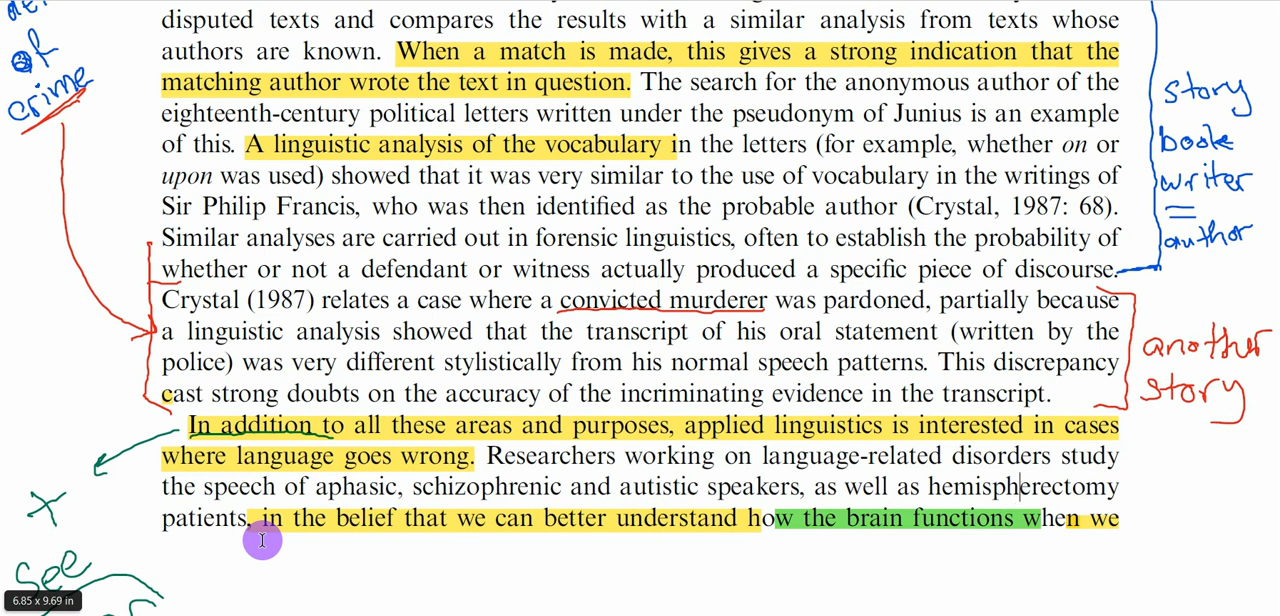 of
crime
disputed texts and compares the results with a similar analysis from texts whose
authors are known. When a match is made, this gives a strong indication that the
matching author wrote the text in question. The search for the anonymous author of the
eighteenth-century political letters written under the pseudonym of Junius is an example
of this. A linguistic analysis of the vocabulary in the letters (for example, whether on or
upon was used) showed that it was very similar to the use of vocabulary in the writings of
Sir Philip Francis, who was then identified as the probable author (Crystal, 1987: 68).
Similar analyses are carried out in forensic linguistics, often to establish the probability of
whether or not a defendant or witness actually produced a specific piece of discourse.
Crystal (1987) relates a case where a convicted murderer was pardoned, partially because
a linguistic analysis showed that the transcript of his oral statement (written by the
police) was very different stylistically from his normal speech patterns. This discrepancy
cast strong doubts on the accuracy of the incriminating evidence in the transcript.
In addition to all these areas and purposes, applied linguistics is interested in cases
where language goes wrong. Researchers working on language-related disorders study
the speech of aphasic, schizophrenic and autistic speakers, as well as hemispherectomy
patients, in the belief that we can better understand how the brain functions when we
story
book
writer
=
author
another
story
x
see
6.85 x 9.69 in